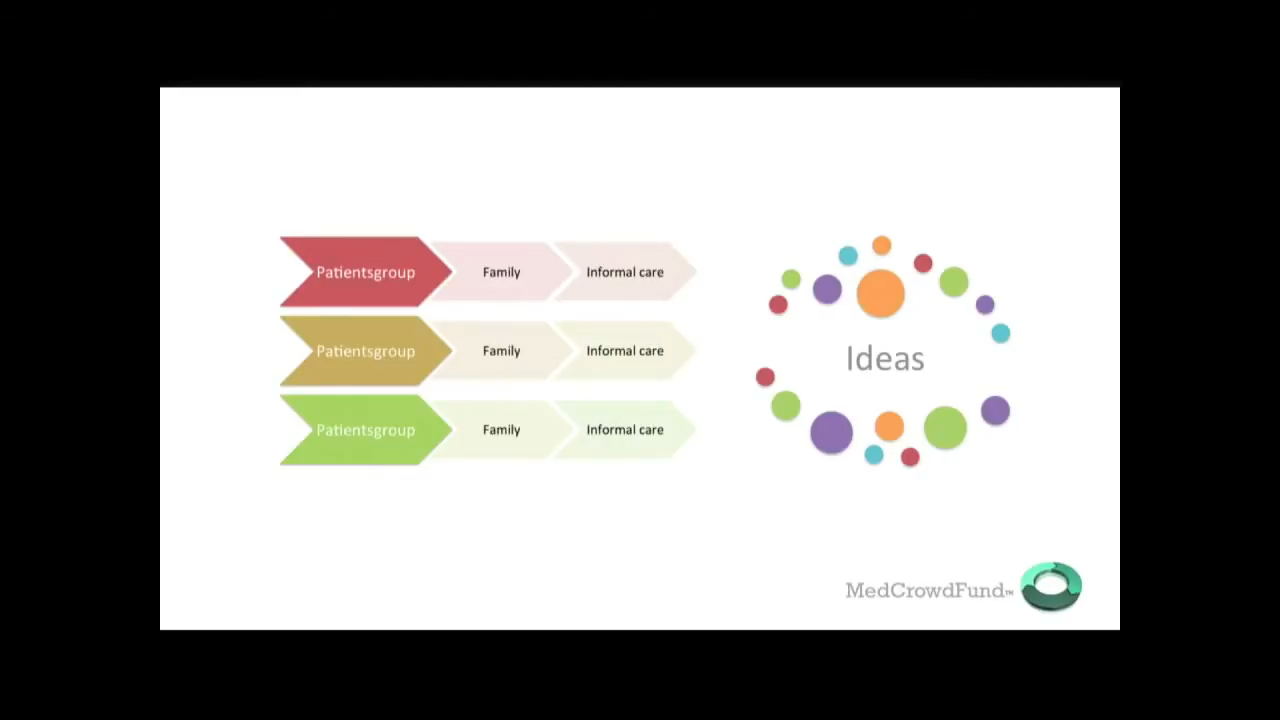 Patientsgroup Family Informal care
Patientsgroup Family Informal care
Ideas
Patientsgroup Family Informal care
MedCrowdFund™